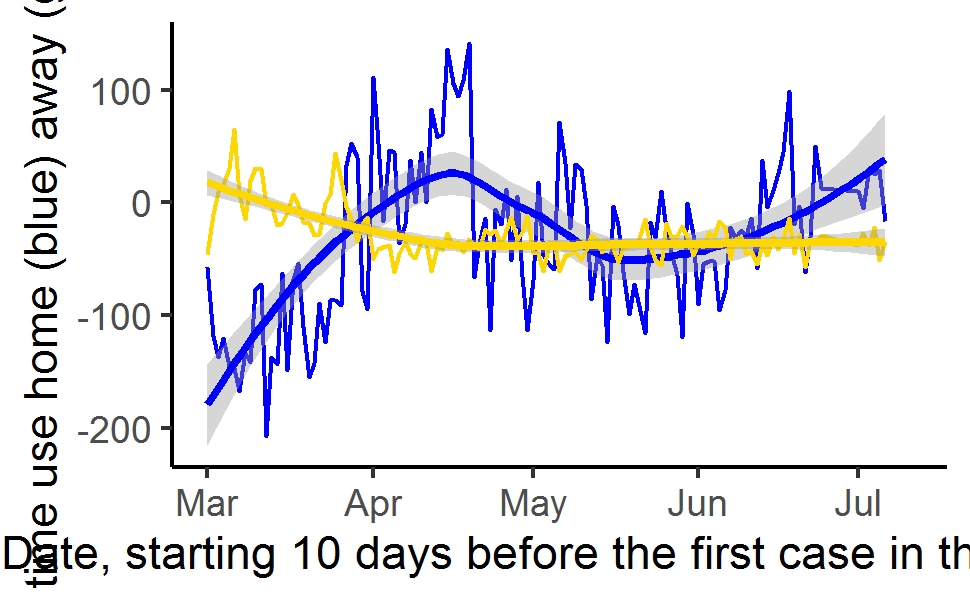 time use home (blue) away (
100
0
-100
-200
Mar Apr May Jun Jul
Date, starting 10 days before the first case in th